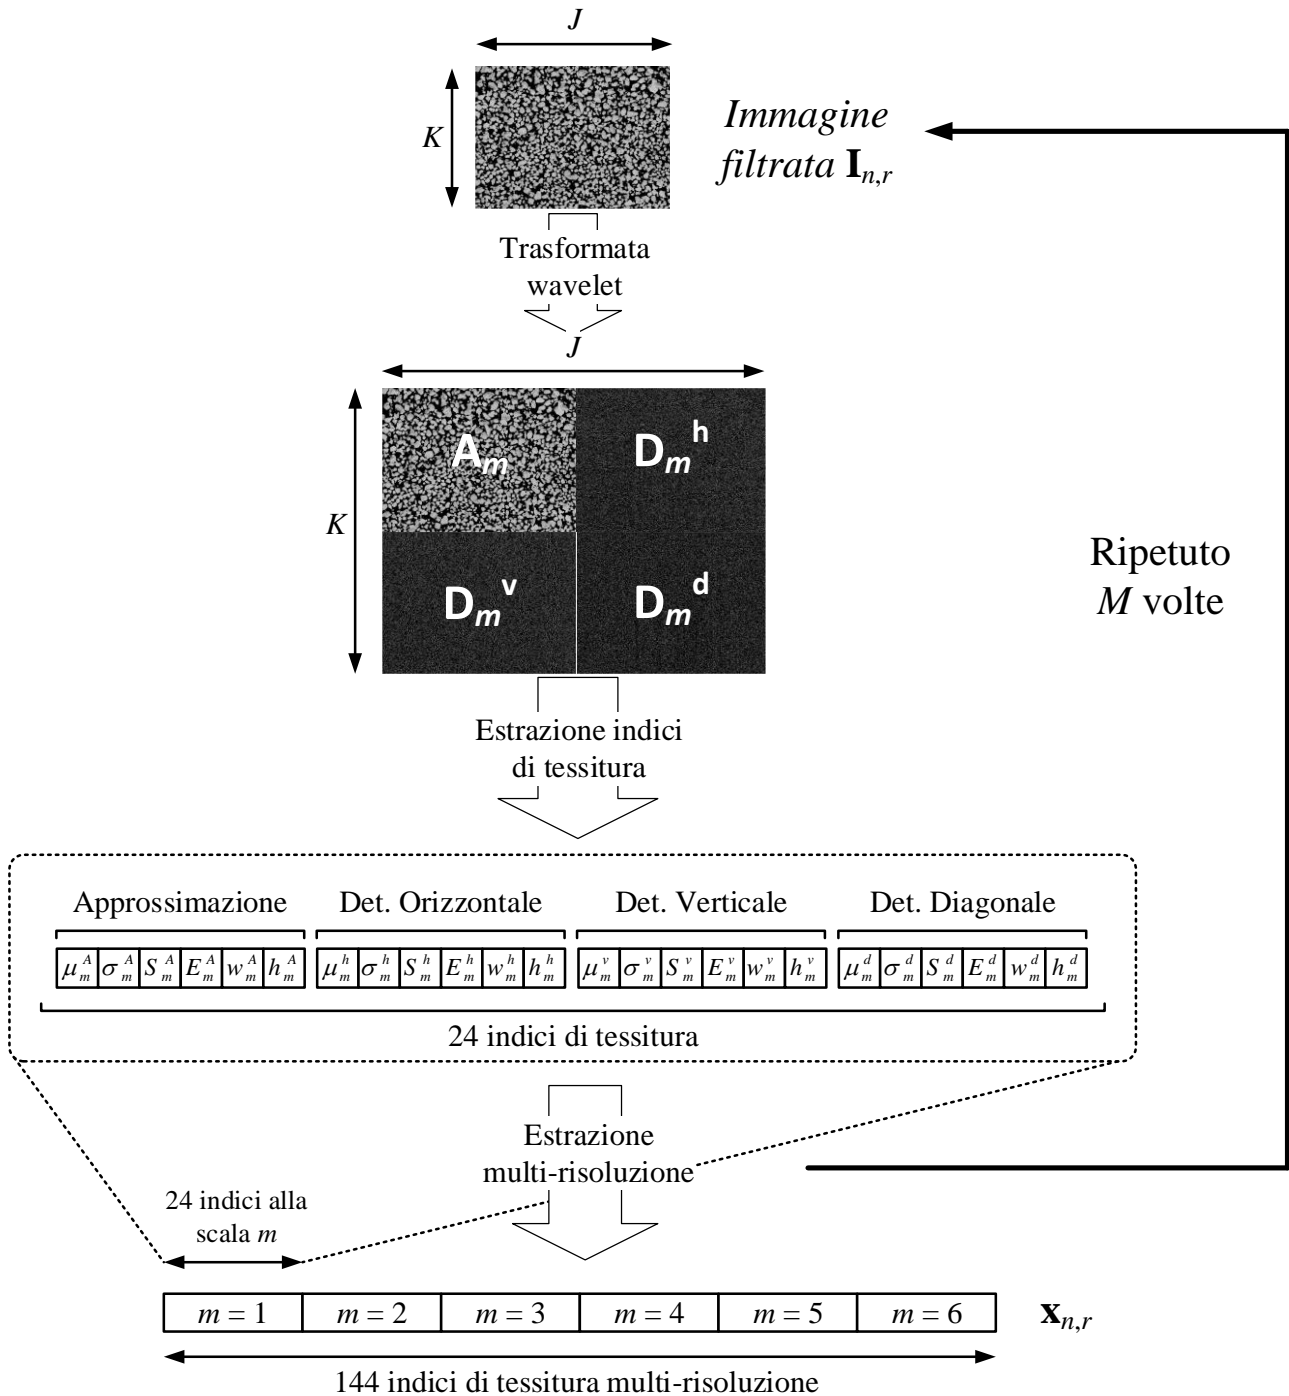 J
K
Immagine
filtrata I_{n,r}
Trasformata
wavelet
J
K
A_m
D_m^h
D_m^v
D_m^d
Ripetuto
M volte
Estrazione indici
di tessitura
Approssimazione Det. Orizzontale Det. Verticale Det. Diagonale
μ_m^A σ_m^A S_m^A E_m^A w_m^A h_m^A μ_m^h σ_m^h S_m^h E_m^h w_m^h h_m^h μ_m^v σ_m^v S_m^v E_m^v w_m^v h_m^v μ_m^d σ_m^d S_m^d E_m^d w_m^d h_m^d
24 indici di tessitura
Estrazione
multi-risoluzione
24 indici alla
scala m
m = 1 m = 2 m = 3 m = 4 m = 5 m = 6 x_{n,r}
144 indici di tessitura multi-risoluzione